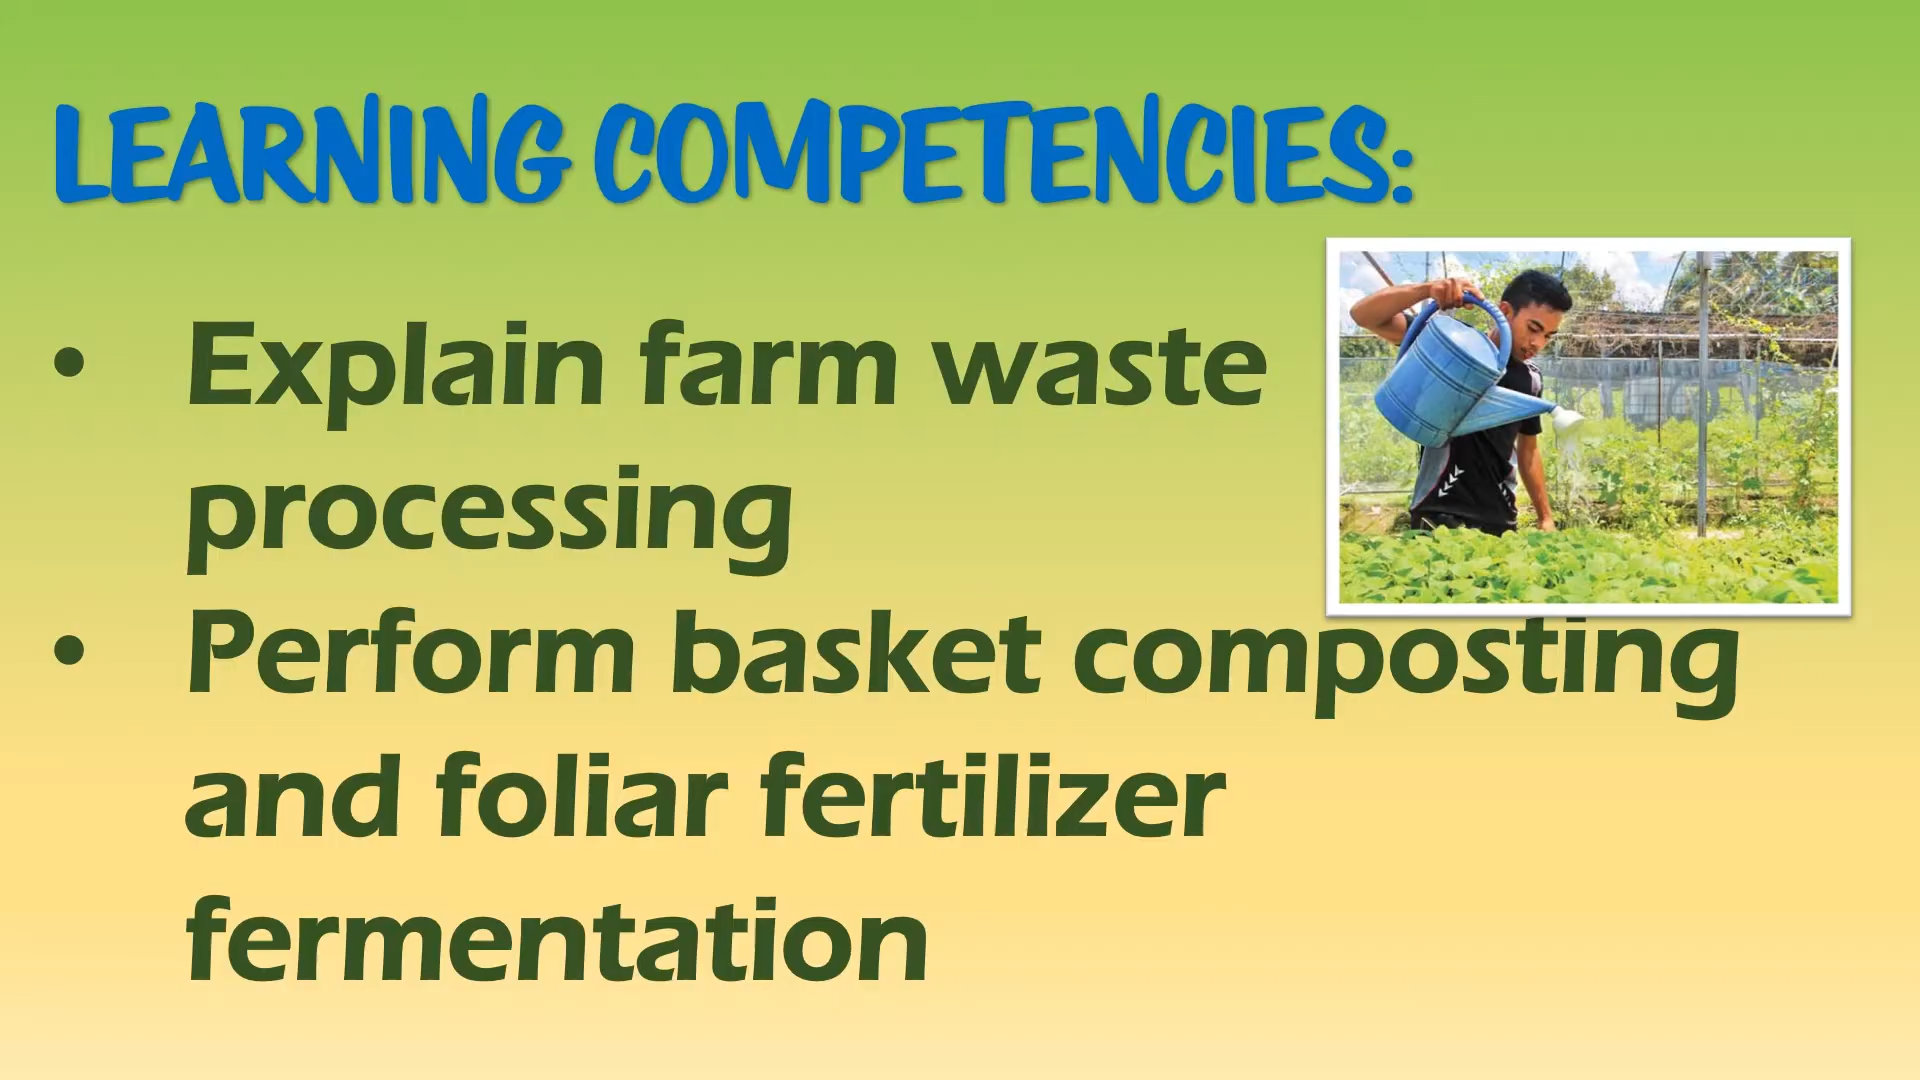 LEARNING COMPETENCIES:
• Explain farm waste
processing
• Perform basket composting
and foliar fertilizer
fermentation